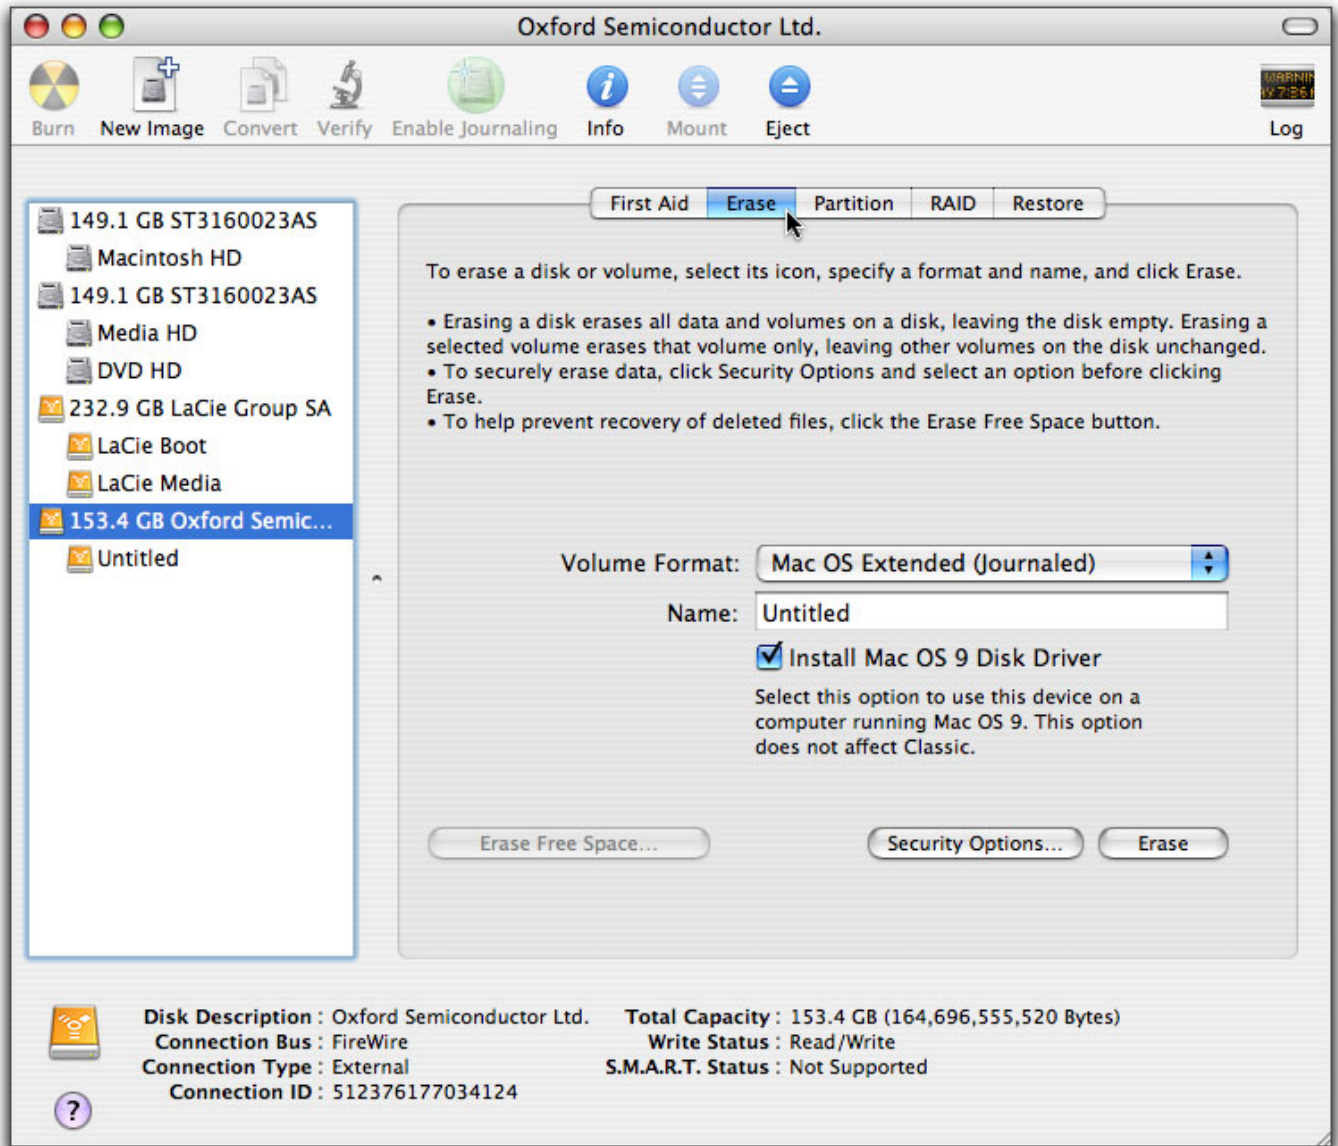 Oxford Semiconductor Ltd.
Burn
New Image
Convert
Verify
Enable Journaling
Info
Mount
Eject
Log
149.1 GB ST3160023AS
Macintosh HD
149.1 GB ST3160023AS
Media HD
DVD HD
232.9 GB LaCie Group SA
LaCie Boot
LaCie Media
153.4 GB Oxford Semic...
Untitled
First Aid
Erase
Partition
RAID
Restore
To erase a disk or volume, select its icon, specify a format and name, and click Erase.
• Erasing a disk erases all data and volumes on a disk, leaving the disk empty. Erasing a
selected volume erases that volume only, leaving other volumes on the disk unchanged.
• To securely erase data, click Security Options and select an option before clicking
Erase.
• To help prevent recovery of deleted files, click the Erase Free Space button.
Volume Format: Mac OS Extended (Journaled)
Name: Untitled
Install Mac OS 9 Disk Driver
Select this option to use this device on a
computer running Mac OS 9. This option
does not affect Classic.
Erase Free Space...
Security Options...
Erase
Disk Description : Oxford Semiconductor Ltd.
Connection Bus : FireWire
Connection Type : External
Connection ID : 512376177034124
Total Capacity : 153.4 GB (164,696,555,520 Bytes)
Write Status : Read/Write
S.M.A.R.T. Status : Not Supported
?